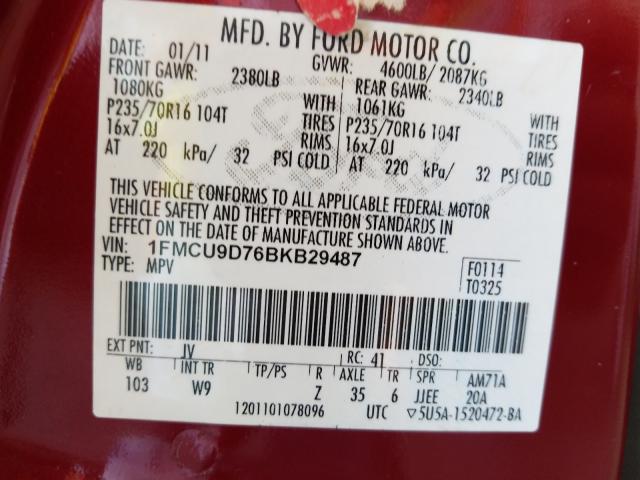 MFD. BY FORD MOTOR CO.
DATE: 01/11 GVWR: 4600LB/ 2087KG
FRONT GAWR: 2380LB REAR GAWR: 2340LB
1080KG WITH 1061KG WITH
P235/70R16 104T TIRES P235/70R16 104T TIRES
16x7.0J RIMS 16x7.0J RIMS
AT 220 kPa/ 32 PSI COLD AT 220 kPa/ 32 PSI COLD
THIS VEHICLE CONFORMS TO ALL APPLICABLE FEDERAL MOTOR
VEHICLE SAFETY AND THEFT PREVENTION STANDARDS IN
EFFECT ON THE DATE OF MANUFACTURE SHOWN ABOVE.
VIN: 1FMCU9D76BKB29487
TYPE: MPV
F0114
T0325
EXT PNT: JV RC: 41 DSO:
WB INT TR TP/PS R AXLE TR SPR AM71A
103 W9 Z 35 6 JJEE 20A
1201101078096 UTC ▽5U5A-1520472-BA